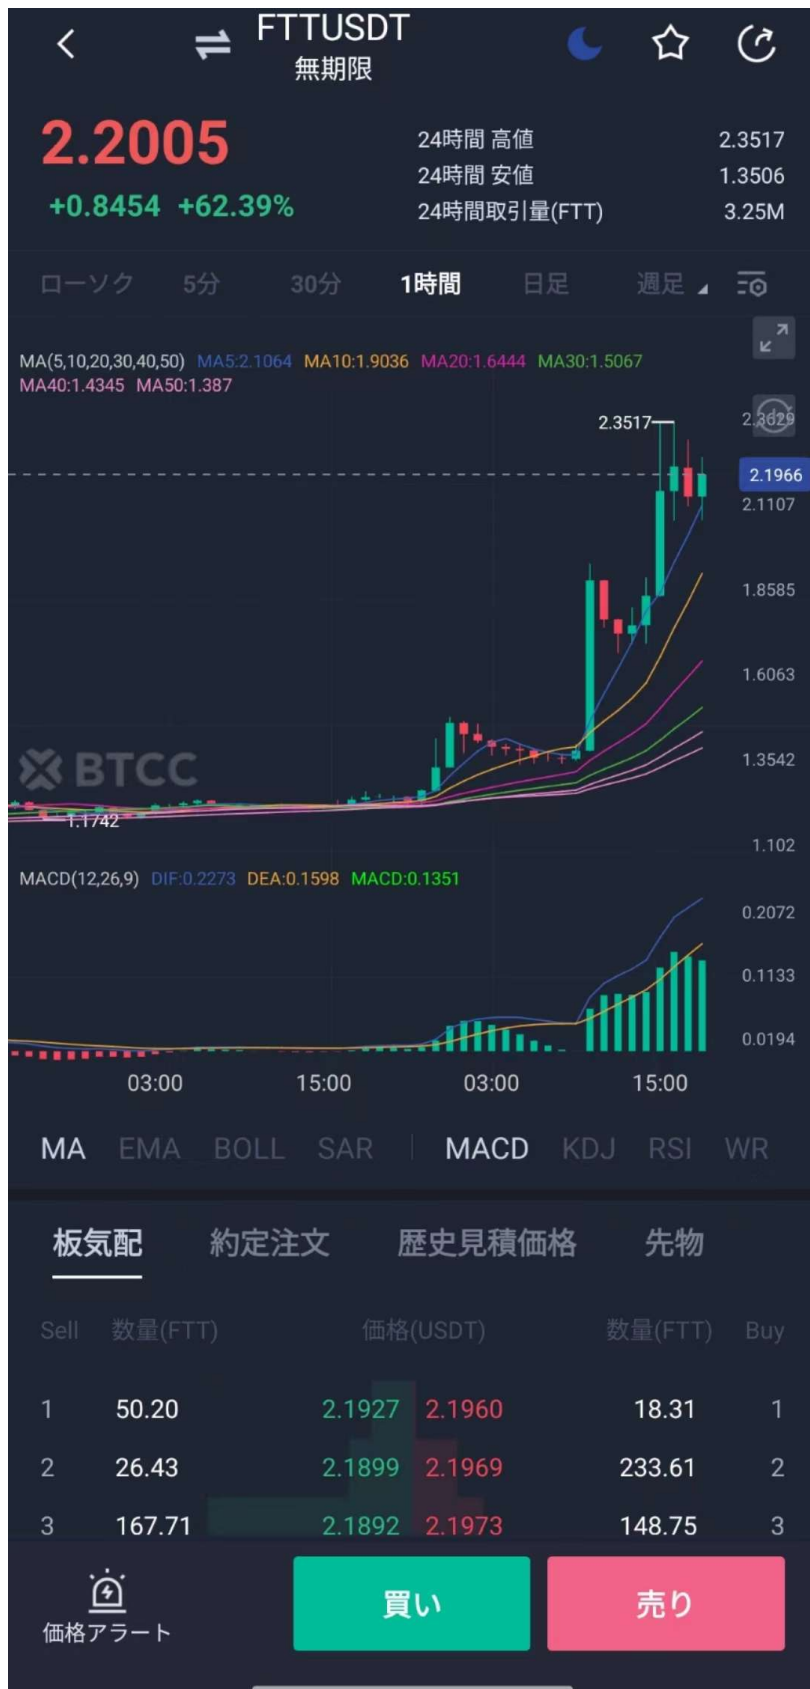 FTTUSDT
無期限
2.2005
+0.8454 +62.39%
24時間 高値 2.3517
24時間 安値 1.3506
24時間取引量(FTT) 3.25M
ローソク 5分 30分 1時間 日足 週足
MA(5,10,20,30,40,50) MA5:2.1064 MA10:1.9036 MA20:1.6444 MA30:1.5067
MA40:1.4345 MA50:1.387
2.3517 2.3629
2.1966
2.1107
1.8585
1.6063
BTCC 1.3542
1.1742
1.102
MACD(12,26,9) DIF:0.2273 DEA:0.1598 MACD:0.1351
0.2072
0.1133
0.0194
03:00 15:00 03:00 15:00
MA EMA BOLL SAR MACD KDJ RSI WR
板気配 約定注文 歴史見積価格 先物
Sell 数量(FTT) 価格(USDT) 数量(FTT) Buy
1 50.20 2.1927 2.1960 18.31 1
2 26.43 2.1899 2.1969 233.61 2
3 167.71 2.1892 2.1973 148.75 3
価格アラート 買い 売り